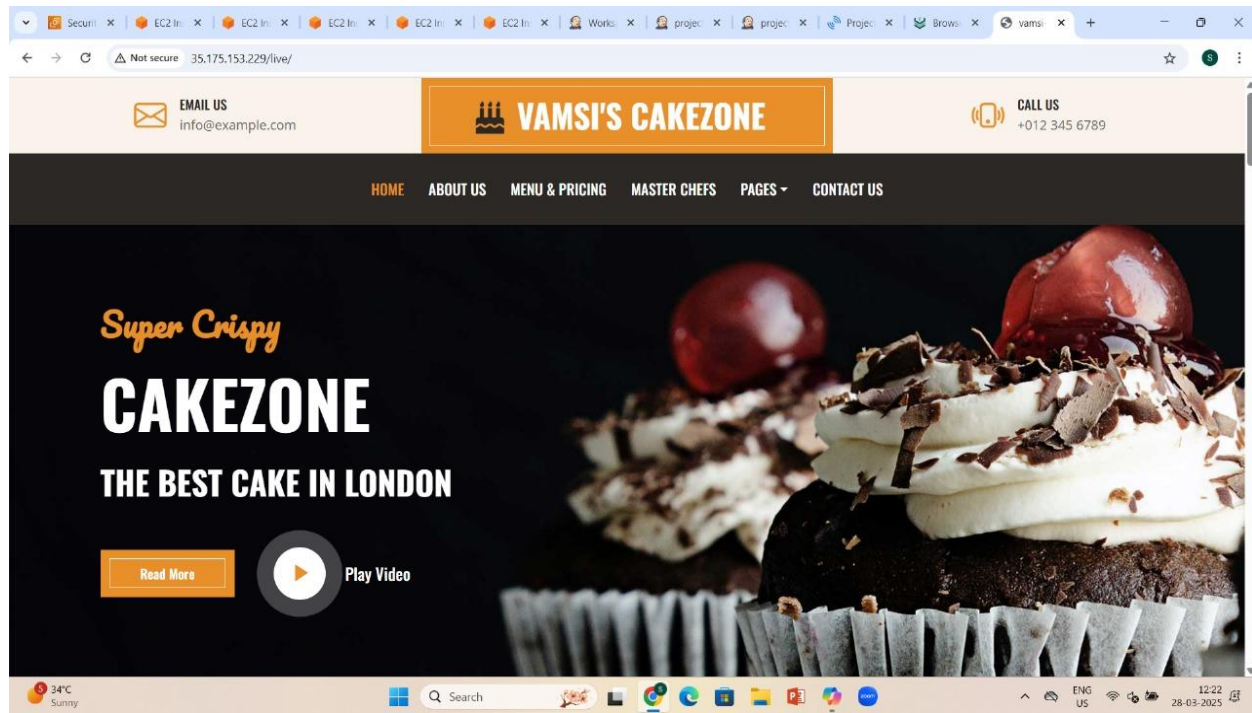 Securit
EC2 In
EC2 In
EC2 In
EC2 In
EC2 In
Works
projec
projec
Projec
Brows
vamsi
Not secure 35.175.153.229/live/
S
EMAIL US
info@example.com
VAMSI'S CAKEZONE
CALL US
+012 345 6789
HOME ABOUT US MENU & PRICING MASTER CHEFS PAGES CONTACT US
Super Crispy
CAKEZONE
THE BEST CAKE IN LONDON
Read More
Play Video
5
34°C
Sunny
Search
zoom
ENG
US
12:22
28-03-2025